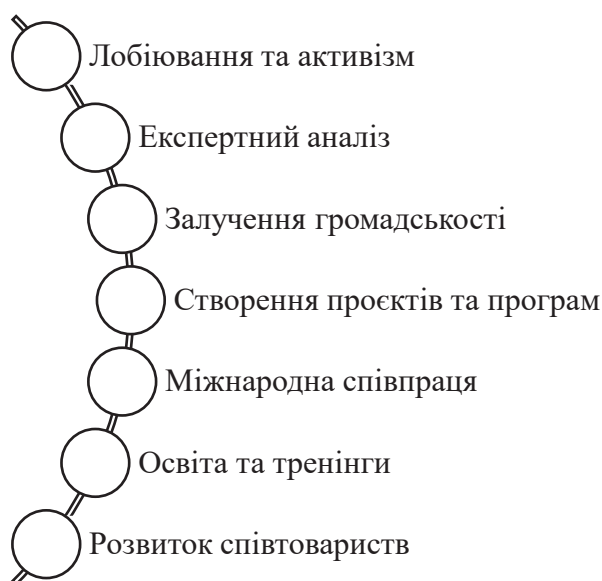 Лобіювання та активізм
Експертний аналіз
Залучення громадськості
Створення проєктів та програм
Міжнародна співпраця
Освіта та тренінги
Розвиток співтовариств